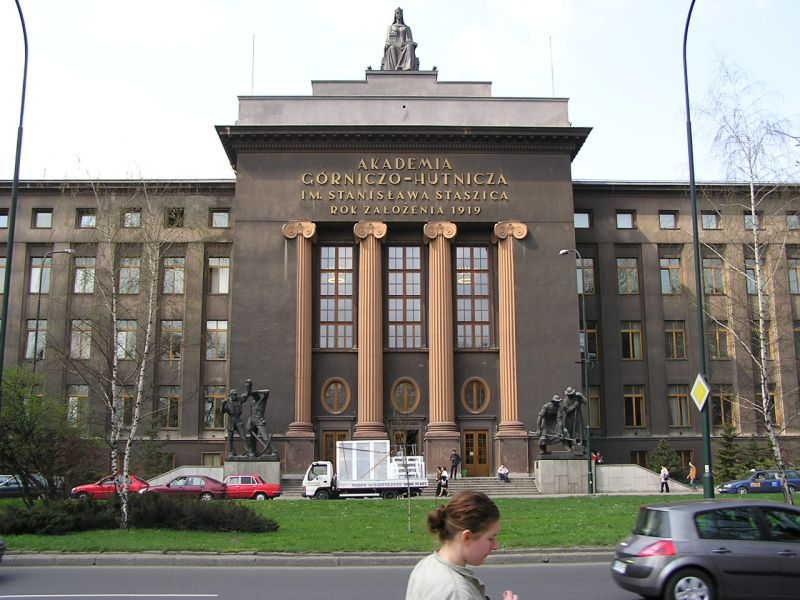 AKADEMIA
GÓRNICZO-HUTNICZA
IM. STANISŁAWA STASZICA
ROK ZAŁOŻENIA 1919